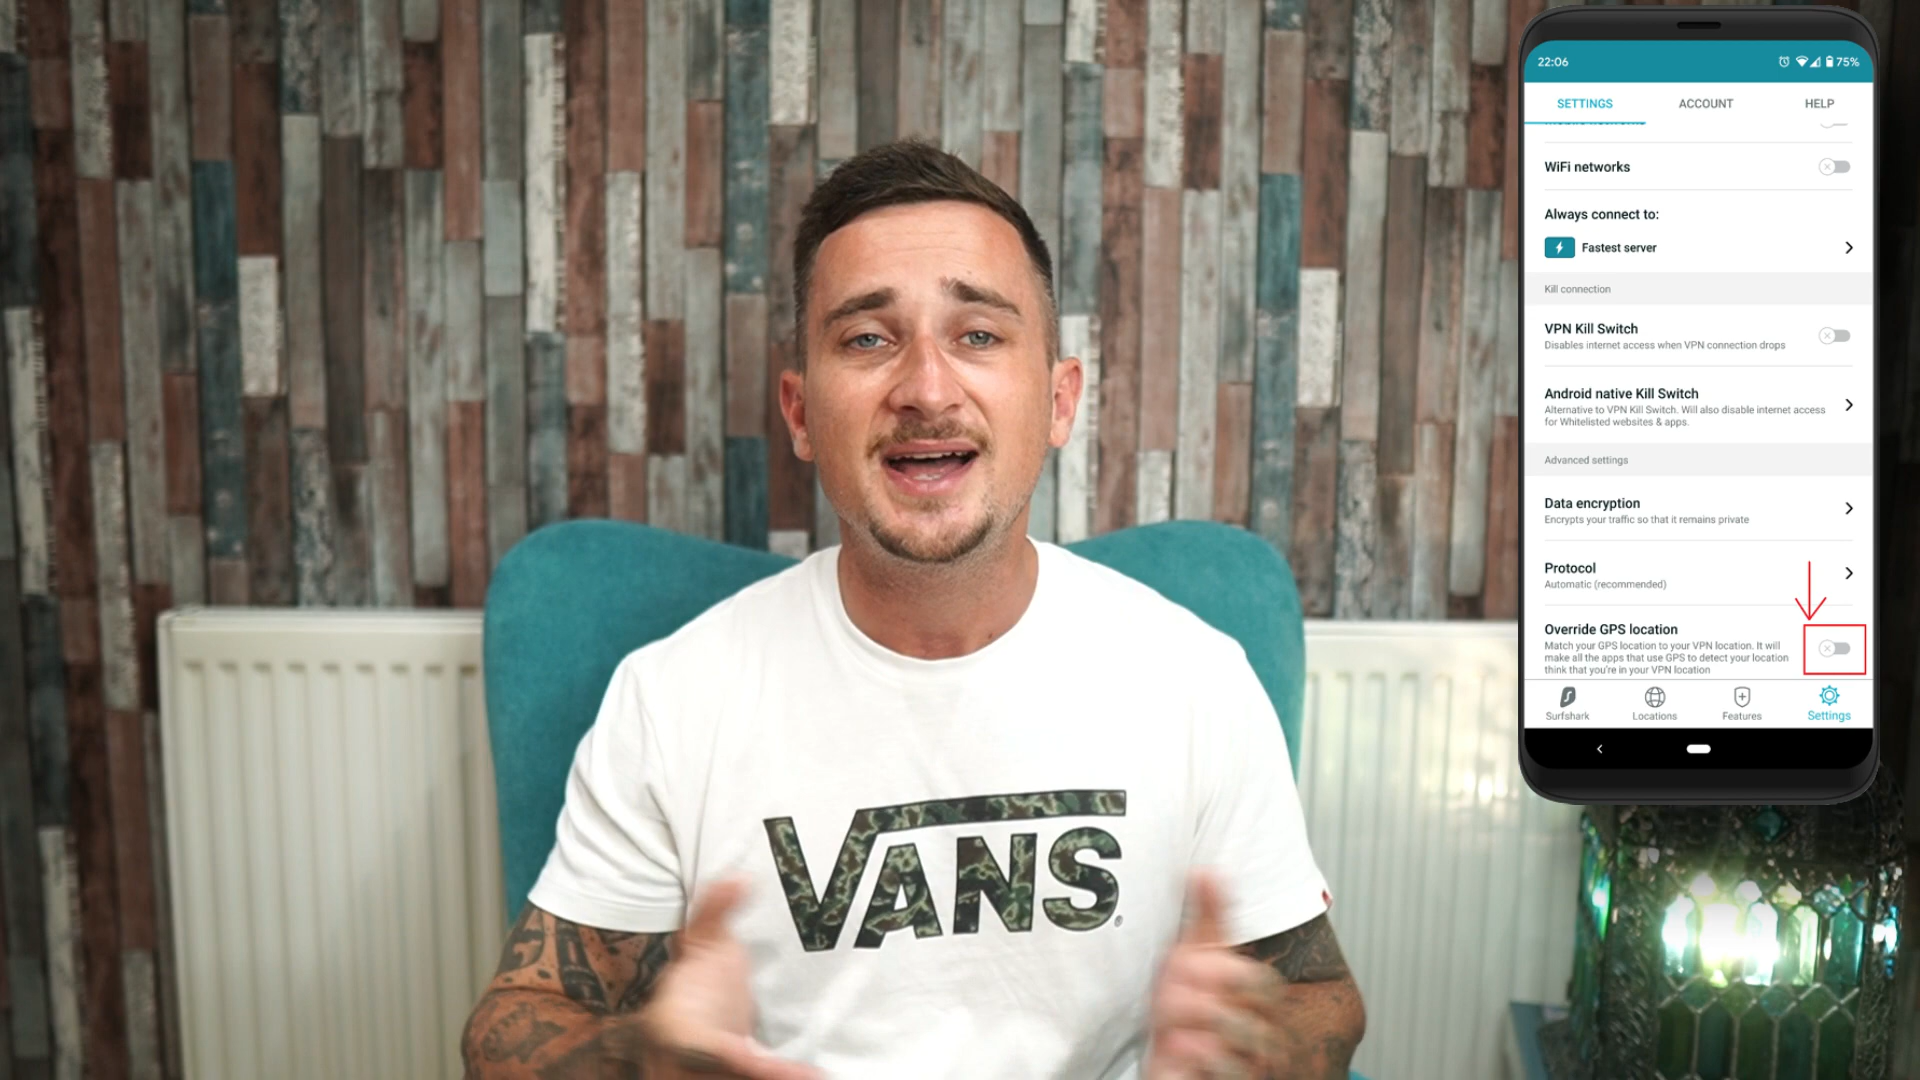 VANS
22:06
75%
SETTINGS ACCOUNT HELP
WiFi networks
Always connect to:
Fastest server
Kill connection
VPN Kill Switch
Disables internet access when VPN connection drops
Android native Kill Switch
Alternative to VPN Kill Switch. Will also disable internet access
for Whitelisted websites & apps.
Advanced settings
Data encryption
Encrypts your traffic so that it remains private
Protocol
Automatic (recommended)
Override GPS location
Match your GPS location to your VPN location. It will
make all the apps that use GPS to detect your location
think that you're in your VPN location
Surfshark Locations Features Settings